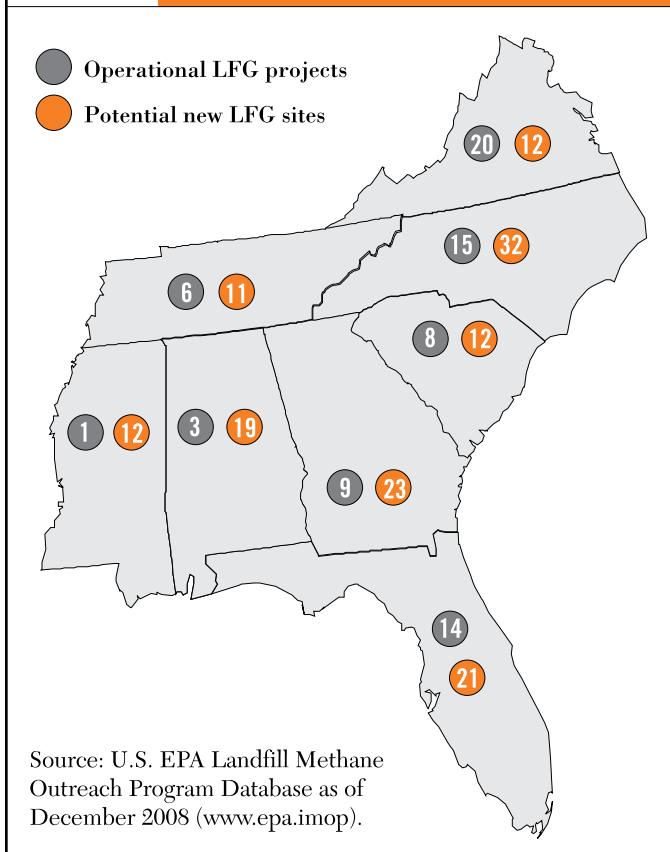 Operational LFG projects
Potential new LFG sites
20 12
15 32
6 11
8 12
1 12 3 19
9 23
14
21
Source: U.S. EPA Landfill Methane
Outreach Program Database as of
December 2008 (www.epa.imop).